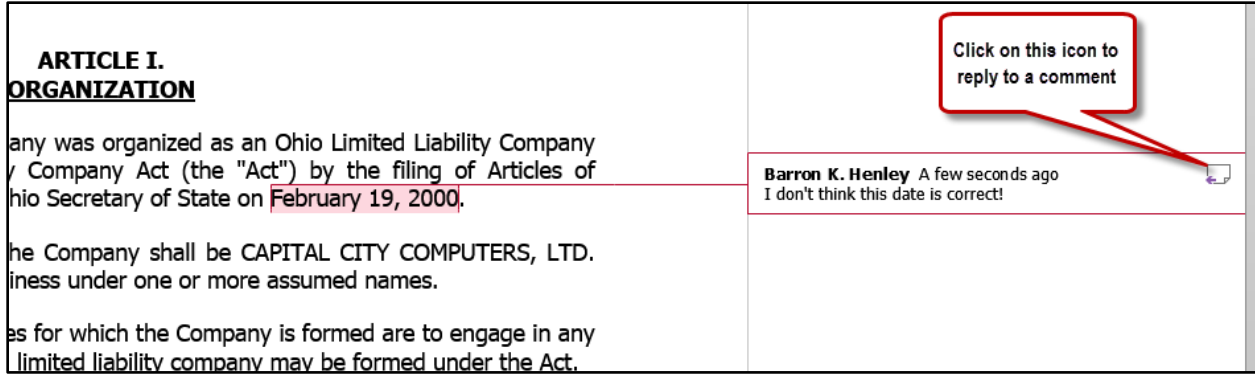 ARTICLE I.
ORGANIZATION
any was organized as an Ohio Limited Liability Company
y Company Act (the "Act") by the filing of Articles of
hio Secretary of State on February 19, 2000.
he Company shall be CAPITAL CITY COMPUTERS, LTD.
iness under one or more assumed names.
es for which the Company is formed are to engage in any
limited liability company may be formed under the Act.
Click on this icon to
reply to a comment
Barron K. Henley A few seconds ago
I don't think this date is correct!